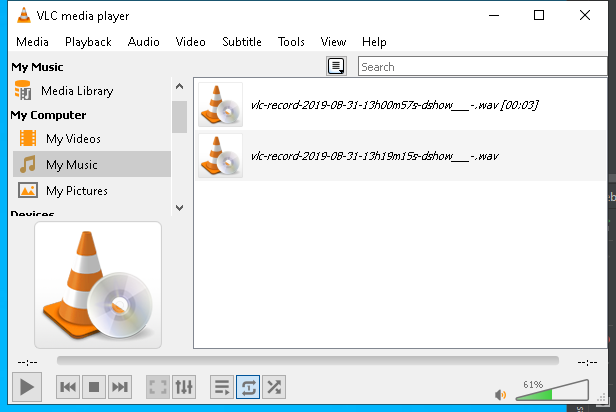 VLC media player
Media Playback Audio Video Subtitle Tools View Help
My Music
Search
Media Library
My Computer
My Videos
My Music
My Pictures
Devices
vlc-record-2019-08-31-13h00m57s-dshow___-.wav [00:03]
vlc-record-2019-08-31-13h19m15s-dshow___-.wav
--:-- --:--
61%